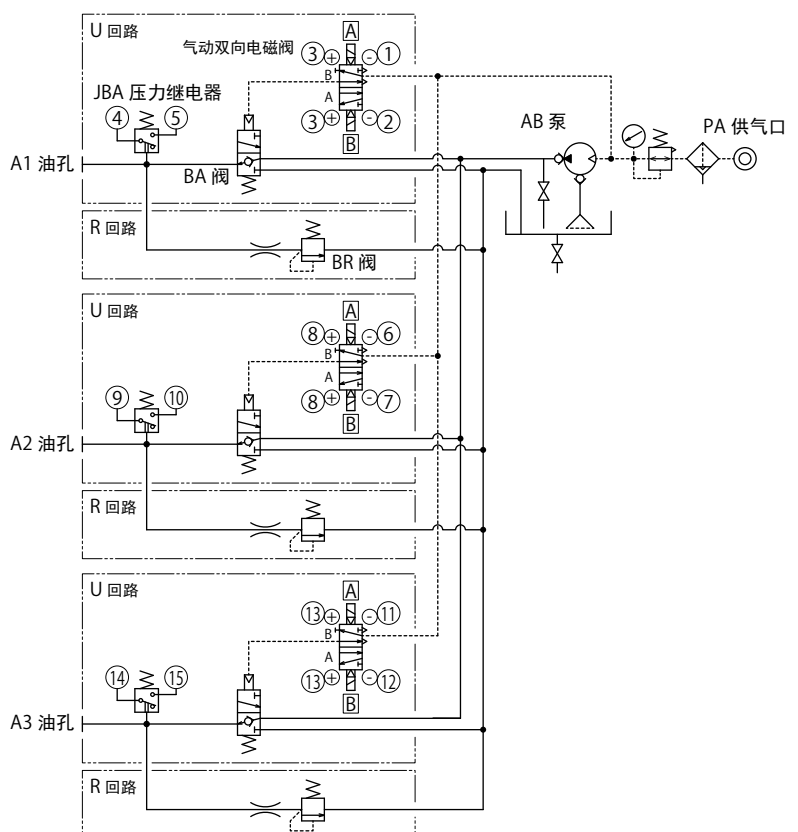 U 回路
A
气动双向电磁阀
③
+
-
①
B
A
③
+
-
②
B
JBA 压力继电器
④
⑤
A1 油孔
BA 阀
AB 泵
PA 供气口
R 回路
BR 阀
U 回路
A
⑧
+
-
⑥
B
A
⑧
+
-
⑦
B
⑨
⑩
A2 油孔
R 回路
U 回路
A
⑬
+
-
⑪
B
A
⑬
+
-
⑫
B
⑭
⑮
A3 油孔
R 回路